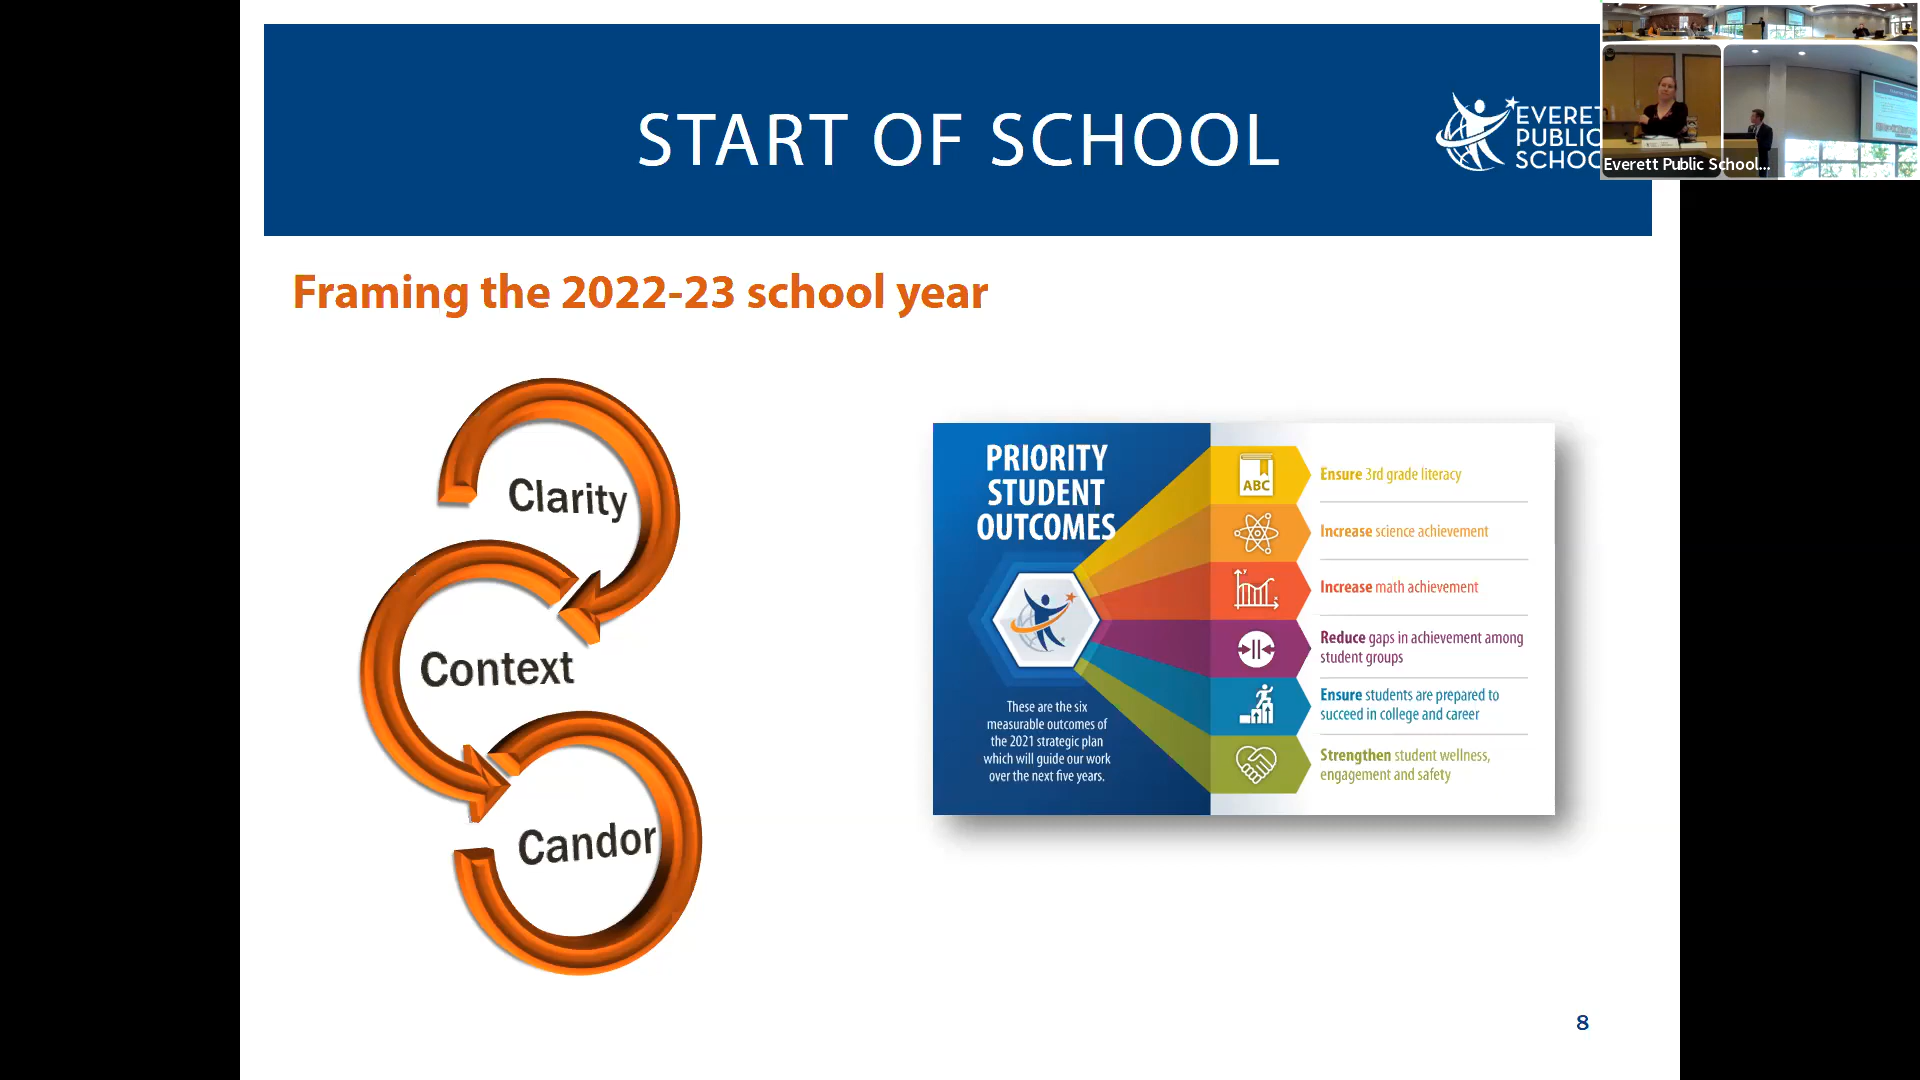 START OF SCHOOL
EVERET
PUBLIC
SCHOO
Everett Public School....
Framing the 2022-23 school year
Clarity
Context
Candor
PRIORITY
STUDENT
OUTCOMES
These are the six
measurable outcomes of
the 2021 strategic plan
which will guide our work
over the next five years.
ABC
Ensure 3rd grade literacy
Increase science achievement
y
x
Increase math achievement
Reduce gaps in achievement among
student groups
Ensure students are prepared to
succeed in college and career
Strengthen student wellness,
engagement and safety
8